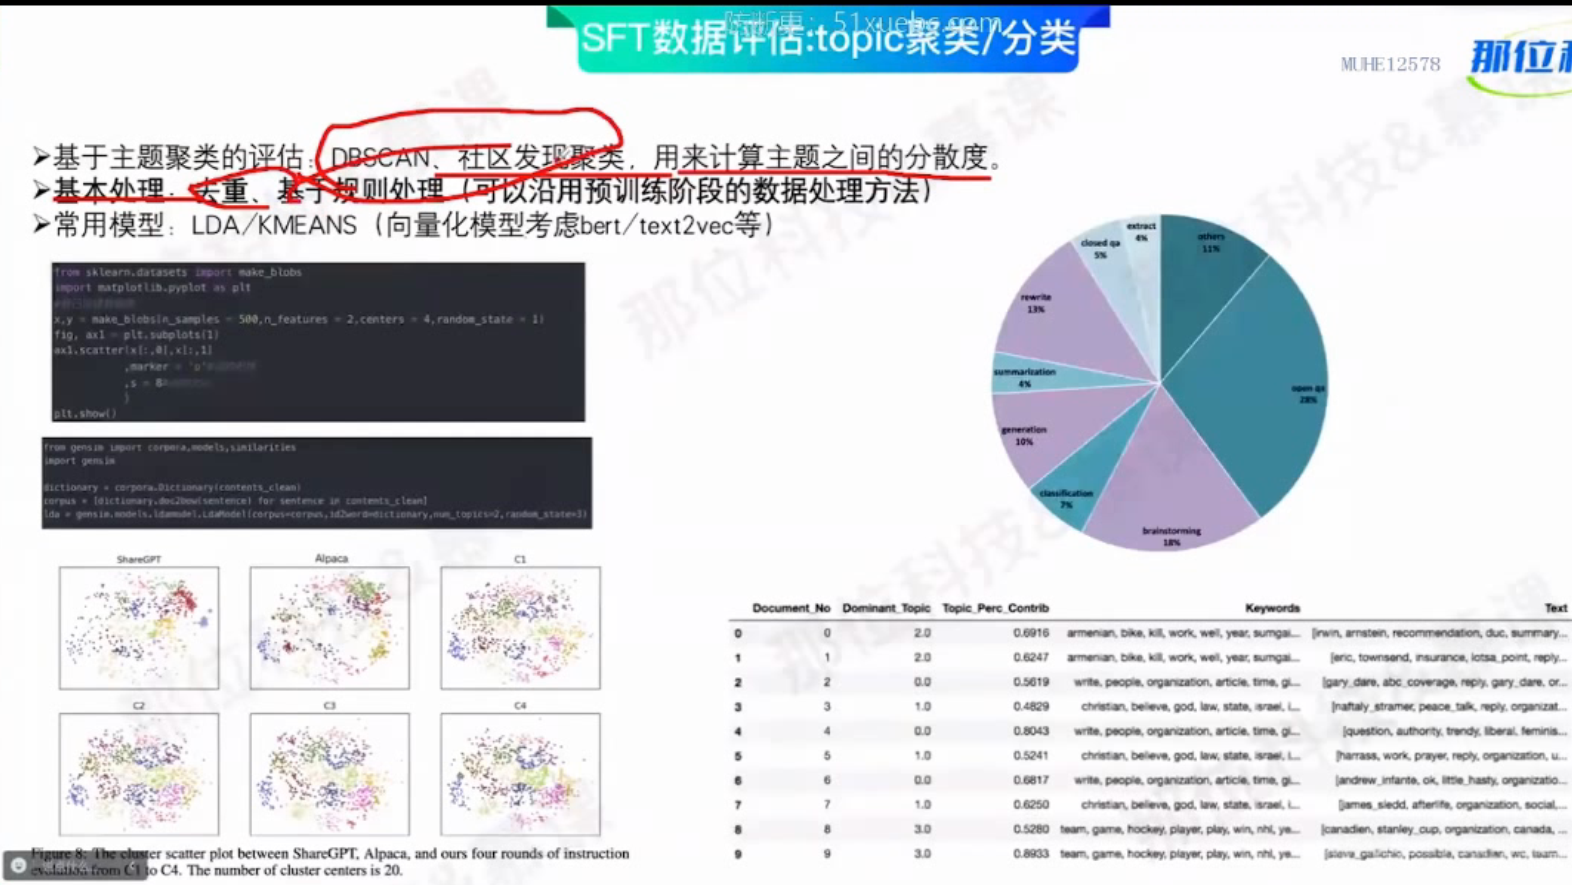 SFT数据评估:topic聚类/分类
MUHE12578
那位科
➢基于主题聚类的评估：DBSCAN、社区发现聚类，用来计算主题之间的分散度。
➢基本处理：去重、基于规则处理（可以沿用预训练阶段的数据处理方法）
➢常用模型：LDA/KMEANS（向量化模型考虑bert/text2vec等）
from sklearn.datasets import make_blobs
import matplotlib.pyplot as plt
x,y = make_blobs(n_samples = 500,n_features = 2,centers = 4,random_state = 1)
fig, ax1 = plt.subplots(1)
ax1.scatter(x[:,0],x[:,1]
,marker = 'o'
,s = 8
)
plt.show()
from gensim import corpora,models,similarities
import gensim
dictionary = corpora.Dictionary(contents_clean)
corpus = [dictionary.doc2bow(sentence) for sentence in contents_clean]
lda = gensim.models.ldamodel.LdaModel(corpus=corpus,id2word=dictionary,num_topics=2,random_state=3)
extract
4%
closed qa
5%
others
11%
rewrite
13%
summarization
4%
open qa
28%
generation
10%
classification
7%
brainstorming
18%
ShareGPT Alpaca C1
C2 C3 C4
Figure 8: The cluster scatter plot between ShareGPT, Alpaca, and ours four rounds of instruction
evolution from C1 to C4. The number of cluster centers is 20.
Document_No Dominant_Topic Topic_Perc_Contrib Keywords Text
0 0 2.0 0.6916 armenian, bike, kill, work, well, year, sumgai... [irwin, arnstein, recommendation, duc, summary...
1 1 2.0 0.6247 armenian, bike, kill, work, well, year, sumgai... [eric, townsend, insurance, lotsa_point, reply...
2 2 0.0 0.5619 write, people, organization, article, time, gi... [gary_dare, abc_coverage, reply, gary_dare, or...
3 3 1.0 0.4829 christian, believe, god, law, state, israel, i... [naftaly_stramer, peace_talk, reply, organizat...
4 4 0.0 0.8043 write, people, organization, article, time, gi... [question, authority, trendy, liberal, feminis...
5 5 1.0 0.5241 christian, believe, god, law, state, israel, i... [harrass, work, prayer, reply, organization, u...
6 6 0.0 0.6817 write, people, organization, article, time, gi... [andrew_infante, ok, little_hasty, organizatio...
7 7 1.0 0.6250 christian, believe, god, law, state, israel, i... [james_sledd, afterlife, organization, social,...
8 8 3.0 0.5280 team, game, hockey, player, play, win, nhl, ye... [canadien, stanley_cup, organization, canada, ...
9 9 3.0 0.8933 team, game, hockey, player, play, win, nhl, ye... [steve_gallichio, possible, canadian, wc, team...